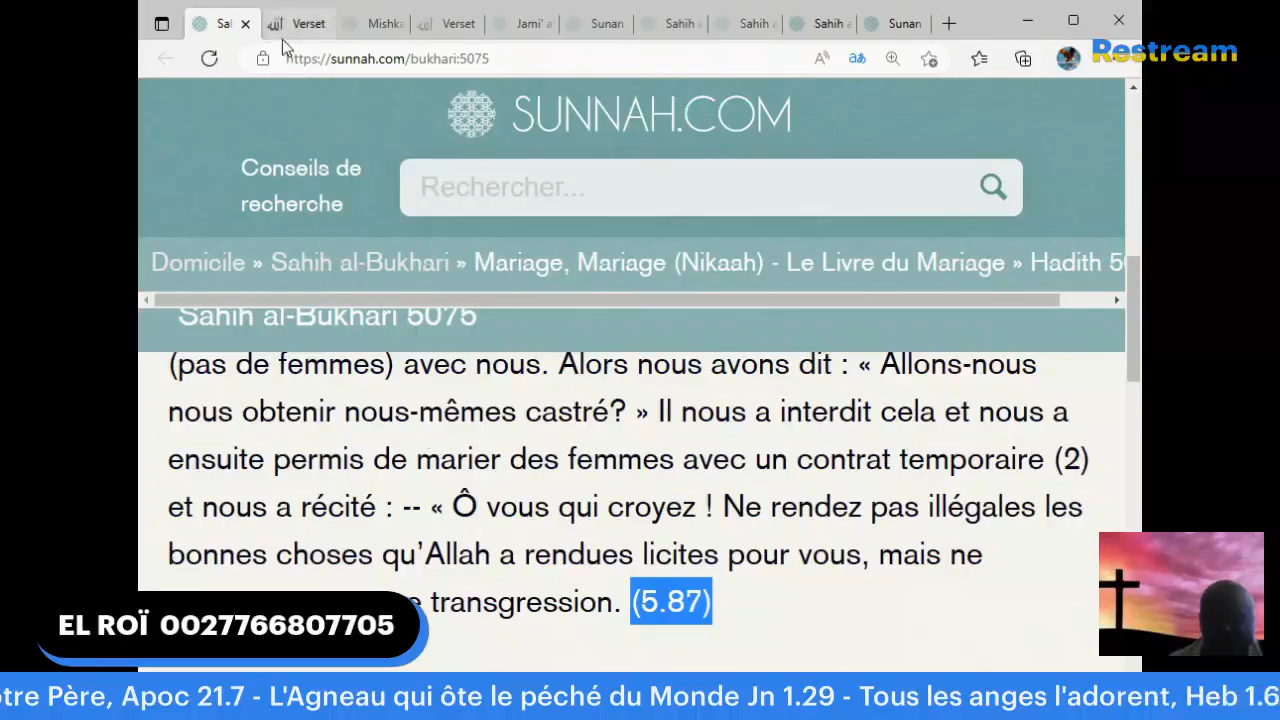 Sal
Verset
Mishka
Verset
Jami' a
Sunan
Sahih a
Sahih a
Sahih a
Sunan
https://sunnah.com/bukhari:5075
Restream
SUNNAH.COM
Conseils de
recherche
Rechercher...
Domicile » Sahih al-Bukhari » Mariage, Mariage (Nikaah) - Le Livre du Mariage » Hadith 50
Sahih al-Bukhari 5075
(pas de femmes) avec nous. Alors nous avons dit : « Allons-nous
nous obtenir nous-mêmes castré? » Il nous a interdit cela et nous a
ensuite permis de marier des femmes avec un contrat temporaire (2)
et nous a récité : -- « Ô vous qui croyez ! Ne rendez pas illégales les
bonnes choses qu'Allah a rendues licites pour vous, mais ne
transgression. (5.87)
EL ROÏ 0027766807705
otre Père, Apoc 21.7 - L'Agneau qui ôte le péché du Monde Jn 1.29 - Tous les anges l'adorent, Heb 1.6